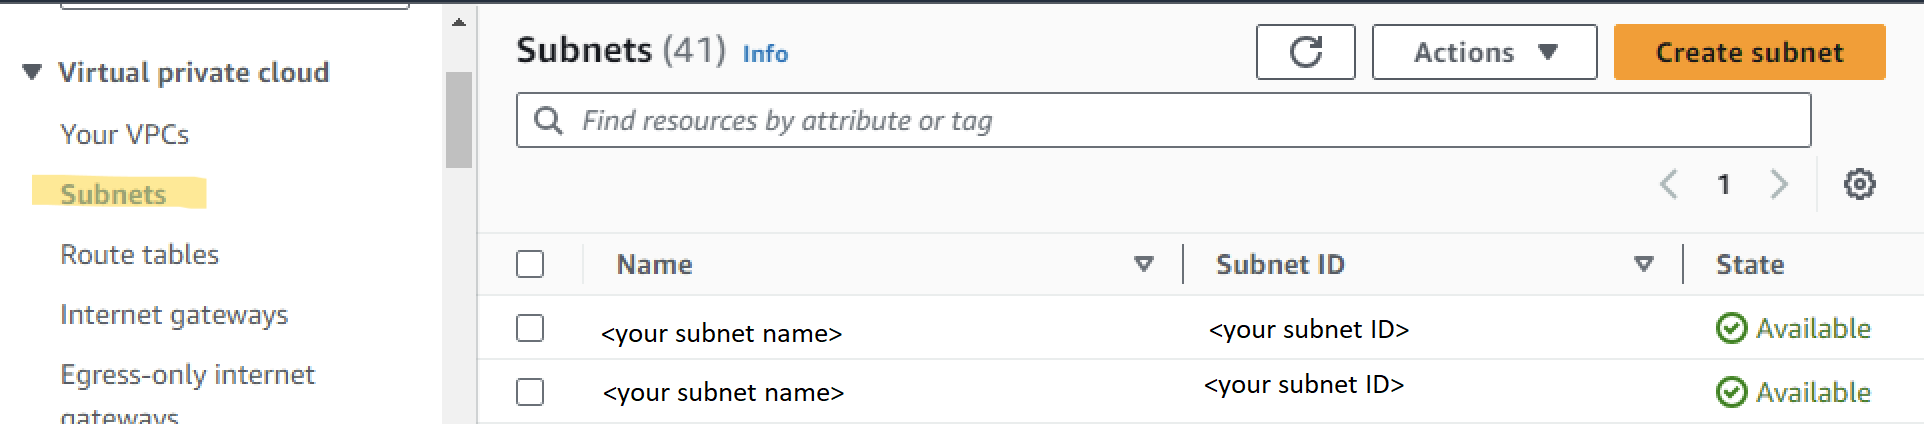 Virtual private cloud
Your VPCs
Subnets
Route tables
Internet gateways
Egress-only internet
gateways
Subnets (41) Info
Actions
Create subnet
Find resources by attribute or tag
1
Name Subnet ID State
<your subnet name> <your subnet ID> Available
<your subnet name> <your subnet ID> Available